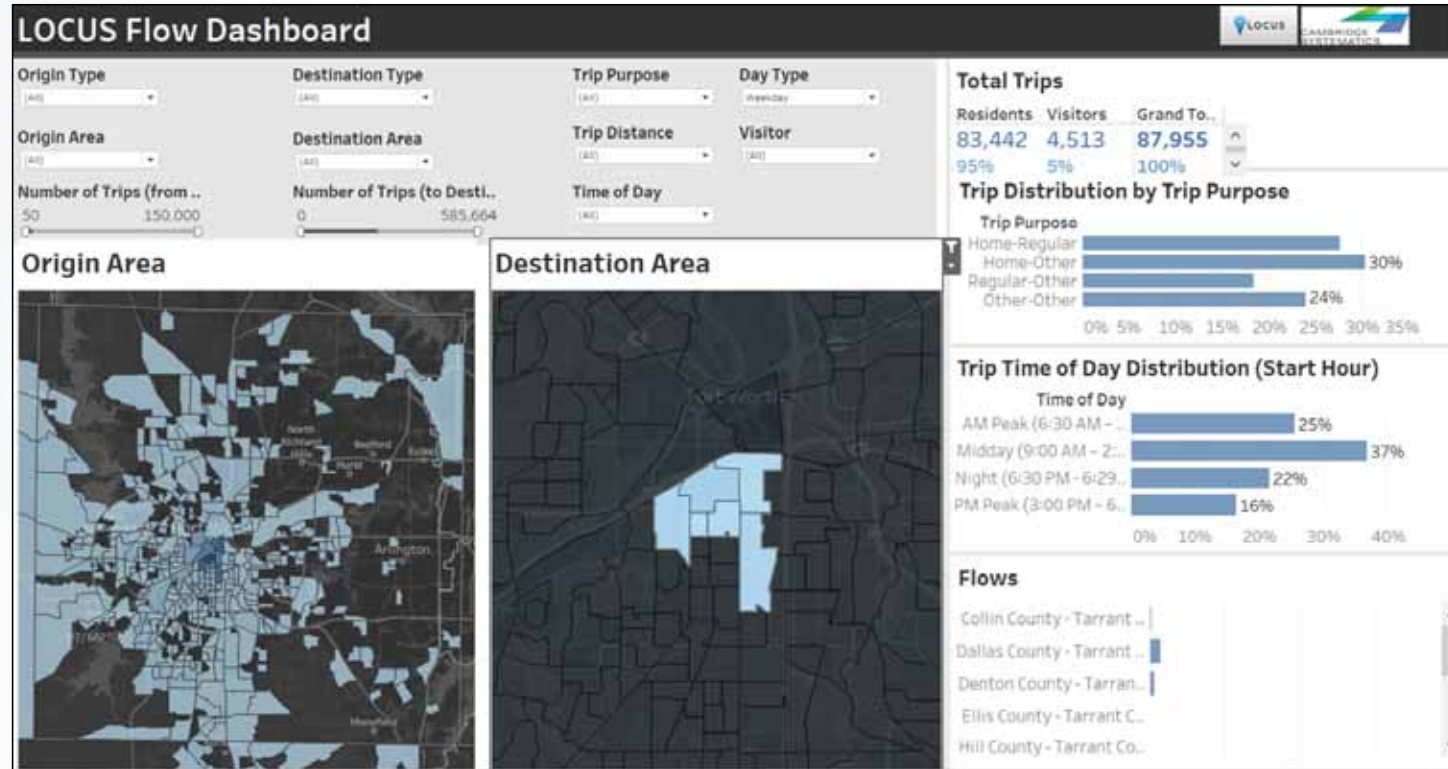 LOCUS Flow Dashboard
LOCUS
CAMBRIDGE
SYSTEMATICS
Origin Type
(All)
Destination Type
(All)
Trip Purpose
(All)
Day Type
Weekday
Origin Area
(All)
Destination Area
(All)
Trip Distance
(All)
Visitor
(All)
Number of Trips (from ..
50 150,000
Number of Trips (to Desti..
0 585,664
Time of Day
(All)
Origin Area
North
Richland
Hills
Bedford
Hurst
Arlington
Mansfield
Destination Area
Fort Worth
Total Trips
Residents Visitors Grand To..
83,442 4,513 87,955
95% 5% 100%
Trip Distribution by Trip Purpose
Trip Purpose
Home-Regular
Home-Other 30%
Regular-Other
Other-Other 24%
0% 5% 10% 15% 20% 25% 30% 35%
Trip Time of Day Distribution (Start Hour)
Time of Day
AM Peak (6:30 AM – .. 25%
Midday (9:00 AM – 2:.. 37%
Night (6:30 PM - 6:29.. 22%
PM Peak (3:00 PM – 6.. 16%
0% 10% 20% 30% 40%
Flows
Collin County - Tarrant ..
Dallas County - Tarrant ..
Denton County - Tarran..
Ellis County - Tarrant C..
Hill County - Tarrant Co..